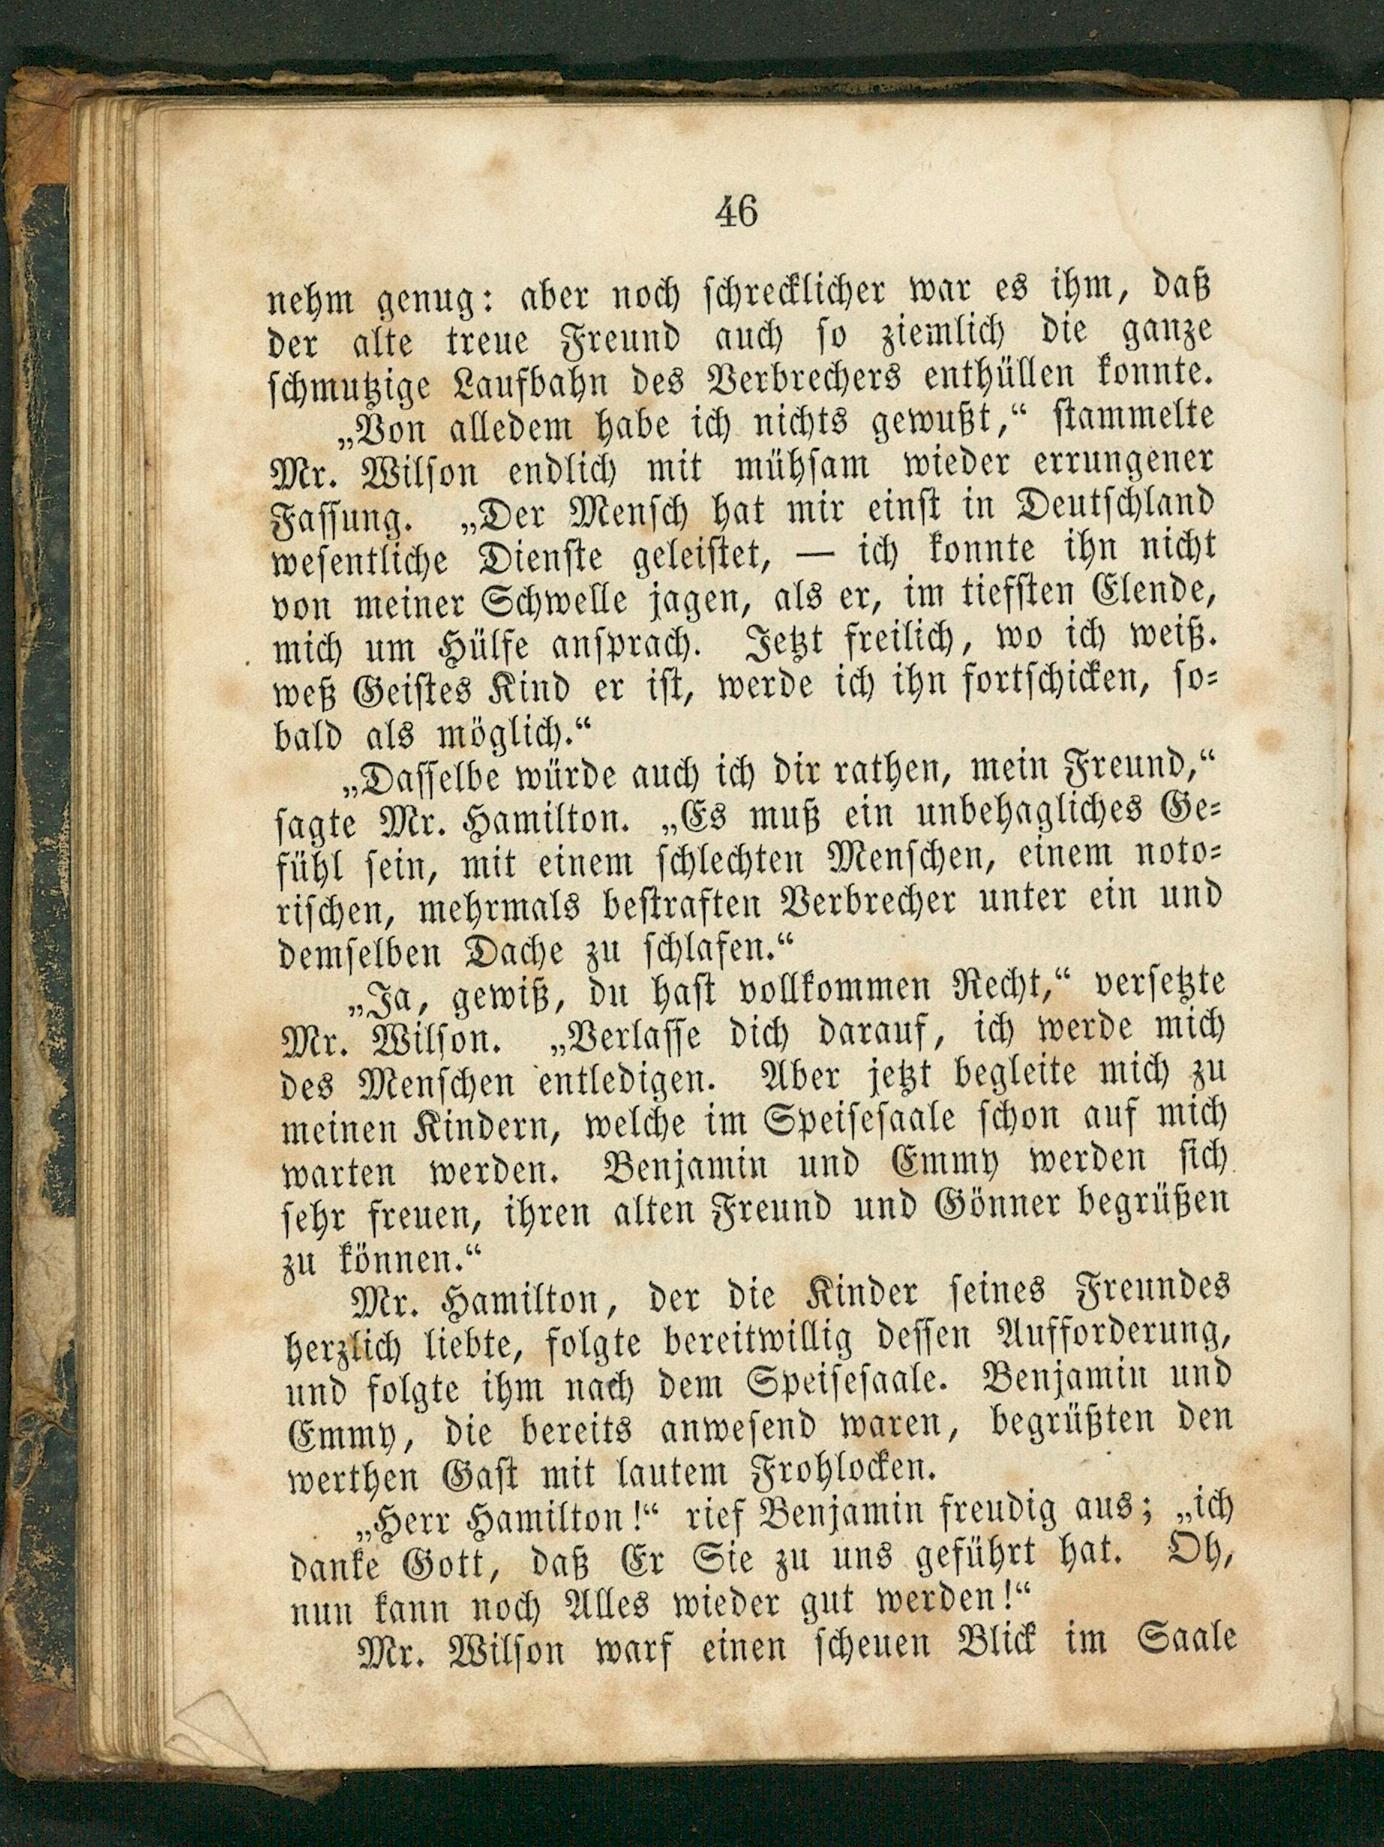 46
nehm genug: aber noch schrecklicher war es ihm, daß
der alte treue Freund auch so ziemlich die ganze
schmutzige Laufbahn des Verbrechers enthüllen konnte.
„Von alledem habe ich nichts gewußt,“ stammelte
Mr. Wilson endlich mit mühsam wieder errungener
Fassung. „Der Mensch hat mir einst in Deutschland
wesentliche Dienste geleistet, — ich konnte ihn nicht
von meiner Schwelle jagen, als er, im tiefsten Elende,
mich um Hülfe ansprach. Jetzt freilich, wo ich weiß.
weß Geistes Kind er ist, werde ich ihn fortschicken, so-
bald als möglich.“
„Dasselbe würde auch ich dir rathen, mein Freund,“
sagte Mr. Hamilton. „Es muß ein unbehagliches Ge-
fühl sein, mit einem schlechten Menschen, einem noto-
rischen, mehrmals bestraften Verbrecher unter ein und
demselben Dache zu schlafen.“
„Ja, gewiß, du hast vollkommen Recht,“ versetzte
Mr. Wilson. „Verlasse dich darauf, ich werde mich
des Menschen entledigen. Aber jetzt begleite mich zu
meinen Kindern, welche im Speisesaale schon auf mich
warten werden. Benjamin und Emmy werden sich
sehr freuen, ihren alten Freund und Gönner begrüßen
zu können.“
Mr. Hamilton, der die Kinder seines Freundes
herzlich liebte, folgte bereitwillig dessen Aufforderung,
und folgte ihm nach dem Speisesaale. Benjamin und
Emmy, die bereits anwesend waren, begrüßten den
werthen Gast mit lautem Frohlocken.
„Herr Hamilton!“ rief Benjamin freudig aus; „ich
danke Gott, daß Er Sie zu uns geführt hat. Oh,
nun kann noch Alles wieder gut werden!“
Mr. Wilson warf einen scheuen Blick im Saale